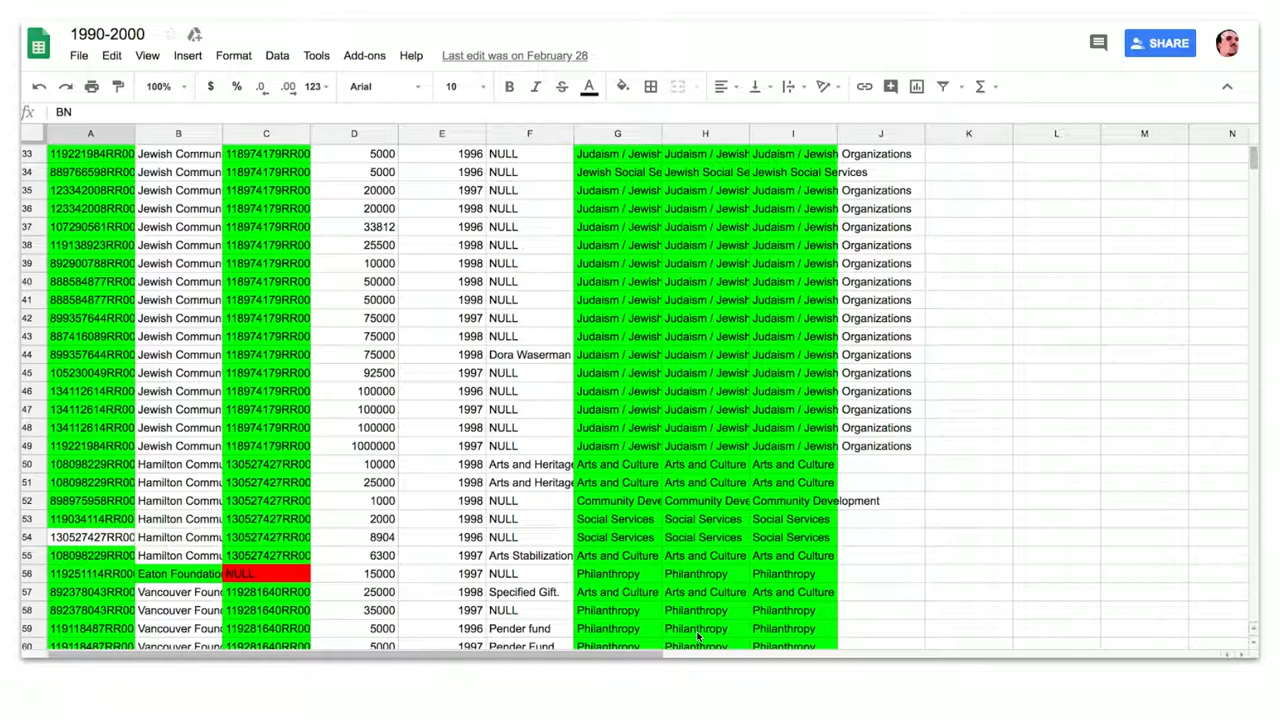 1990-2000
File Edit View Insert Format Data Tools Add-ons Help Last edit was on February 28
SHARE
100% $ % .0 .00 123 Arial 10 B I S A
fx BN
A B C D E F G H I J K L M N
33 119221984RR00 Jewish Commun 118974179RR00 5000 1996 NULL Judaism / Jewish Judaism / Jewish Judaism / Jewish Organizations
34 889766598RR00 Jewish Commun 118974179RR00 5000 1996 NULL Jewish Social Se Jewish Social Se Jewish Social Services
35 123342008RR00 Jewish Commun 118974179RR00 20000 1997 NULL Judaism / Jewish Judaism / Jewish Judaism / Jewish Organizations
36 123342008RR00 Jewish Commun 118974179RR00 20000 1998 NULL Judaism / Jewish Judaism / Jewish Judaism / Jewish Organizations
37 107290561RR00 Jewish Commun 118974179RR00 33812 1996 NULL Judaism / Jewish Judaism / Jewish Judaism / Jewish Organizations
38 119138923RR00 Jewish Commun 118974179RR00 25500 1998 NULL Judaism / Jewish Judaism / Jewish Judaism / Jewish Organizations
39 892900788RR00 Jewish Commun 118974179RR00 10000 1998 NULL Judaism / Jewish Judaism / Jewish Judaism / Jewish Organizations
40 888584877RR00 Jewish Commun 118974179RR00 50000 1998 NULL Judaism / Jewish Judaism / Jewish Judaism / Jewish Organizations
41 888584877RR00 Jewish Commun 118974179RR00 50000 1998 NULL Judaism / Jewish Judaism / Jewish Judaism / Jewish Organizations
42 899357644RR00 Jewish Commun 118974179RR00 75000 1998 NULL Judaism / Jewish Judaism / Jewish Judaism / Jewish Organizations
43 887416089RR00 Jewish Commun 118974179RR00 75000 1998 NULL Judaism / Jewish Judaism / Jewish Judaism / Jewish Organizations
44 899357644RR00 Jewish Commun 118974179RR00 75000 1998 Dora Waserman Judaism / Jewish Judaism / Jewish Judaism / Jewish Organizations
45 105230049RR00 Jewish Commun 118974179RR00 92500 1997 NULL Judaism / Jewish Judaism / Jewish Judaism / Jewish Organizations
46 134112614RR00 Jewish Commun 118974179RR00 100000 1996 NULL Judaism / Jewish Judaism / Jewish Judaism / Jewish Organizations
47 134112614RR00 Jewish Commun 118974179RR00 100000 1998 NULL Judaism / Jewish Judaism / Jewish Judaism / Jewish Organizations
48 134112614RR00 Jewish Commun 118974179RR00 100000 1998 NULL Judaism / Jewish Judaism / Jewish Judaism / Jewish Organizations
49 119221984RR00 Jewish Commun 118974179RR00 1000000 1997 NULL Judaism / Jewish Judaism / Jewish Judaism / Jewish Organizations
50 108098229RR00 Hamilton Commu 130527427RR00 10000 1998 Arts and Heritage Arts and Culture Arts and Culture Arts and Culture
51 108098229RR00 Hamilton Commu 130527427RR00 25000 1998 Arts and Heritage Arts and Culture Arts and Culture Arts and Culture
52 898975958RR00 Hamilton Commu 130527427RR00 1000 1998 NULL Community Deve Community Deve Community Development
53 119034114RR00 Hamilton Commu 130527427RR00 2000 1998 NULL Social Services Social Services Social Services
54 130527427RR00 Hamilton Commu 130527427RR00 8904 1996 NULL Social Services Social Services Social Services
55 108098229RR00 Hamilton Commu 130527427RR00 6300 1997 Arts Stabilization Arts and Culture Arts and Culture Arts and Culture
56 119251114RR00 Eaton Foundatio NULL 15000 1997 NULL Philanthropy Philanthropy Philanthropy
57 892378043RR00 Vancouver Foun 119281640RR00 25000 1998 Specified Gift. Arts and Culture Arts and Culture Arts and Culture
58 892378043RR00 Vancouver Foun 119281640RR00 35000 1997 NULL Philanthropy Philanthropy Philanthropy
59 119118487RR00 Vancouver Foun 119281640RR00 5000 1996 Pender fund Philanthropy Philanthropy Philanthropy
60 119118487RR00 Vancouver Foun 119281640RR00 5000 1997 Pender Fund Philanthropy Philanthropy Philanthropy